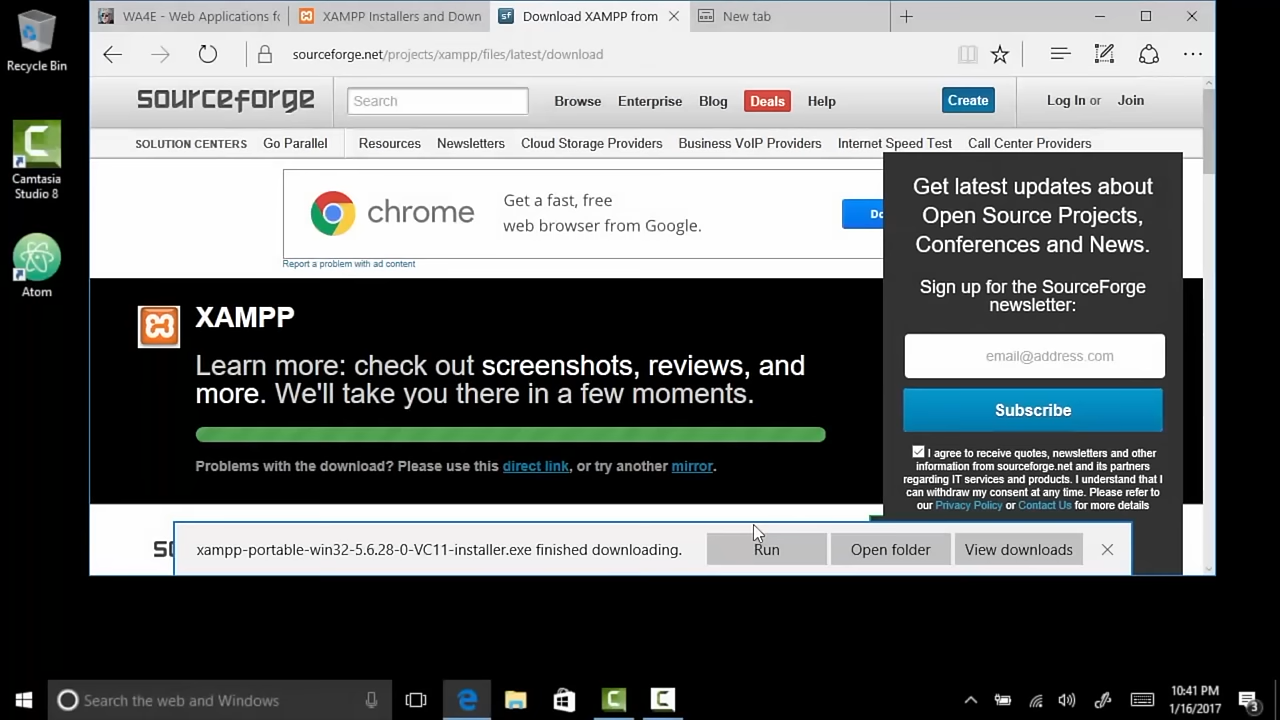 Recycle Bin
Camtasia
Studio 8
Atom
WA4E - Web Applications fo
XAMPP Installers and Down
sf
Download XAMPP from
New tab
sourceforge.net/projects/xampp/files/latest/download
sourceforge
Search
Browse
Enterprise
Blog
Deals
Help
Create
Log In or Join
SOLUTION CENTERS
Go Parallel
Resources
Newsletters
Cloud Storage Providers
Business VoIP Providers
Internet Speed Test
Call Center Providers
chrome
Get a fast, free
web browser from Google.
Do
Report a problem with ad content
Get latest updates about
Open Source Projects,
Conferences and News.
Sign up for the SourceForge
newsletter:
email@address.com
Subscribe
I agree to receive quotes, newsletters and other
information from sourceforge.net and its partners
regarding IT services and products. I understand that I
can withdraw my consent at any time. Please refer to
our Privacy Policy or Contact Us for more details
XAMPP
Learn more: check out screenshots, reviews, and
more. We'll take you there in a few moments.
Problems with the download? Please use this direct link, or try another mirror.
xampp-portable-win32-5.6.28-0-VC11-installer.exe finished downloading.
Run
Open folder
View downloads
Search the web and Windows
10:41 PM
1/16/2017
3